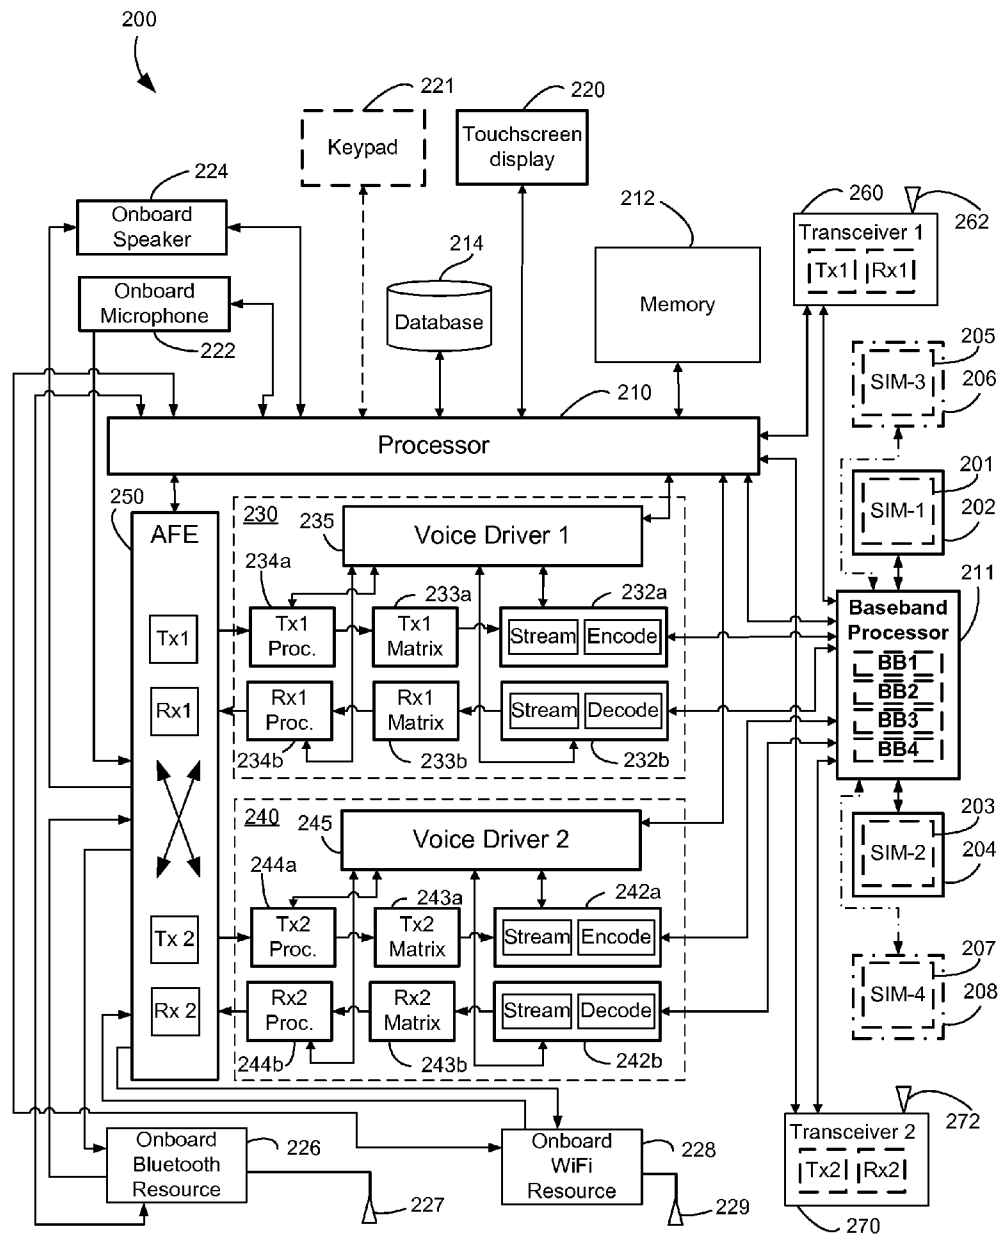 200
221
220
Keypad
Touchscreen
display
224
Onboard
Speaker
212
260
262
Transceiver 1
Tx1
Rx1
214
Onboard
Microphone
222
Database
Memory
205
SIM-3
206
210
Processor
201
SIM-1
202
250
AFE
230
235
Voice Driver 1
211
234a
233a
232a
Baseband
Processor
Tx1
Tx1
Proc.
Tx1
Matrix
Stream
Encode
BB1
BB2
BB3
BB4
Rx1
Rx1
Proc.
Rx1
Matrix
Stream
Decode
234b
233b
232b
240
245
Voice Driver 2
203
SIM-2
204
244a
243a
242a
Tx 2
Tx2
Proc.
Tx2
Matrix
Stream
Encode
207
SIM-4
208
Rx 2
Rx2
Proc.
Rx2
Matrix
Stream
Decode
244b
243b
242b
272
Onboard
Bluetooth
Resource
226
227
Onboard
WiFi
Resource
228
229
Transceiver 2
Tx2
Rx2
270